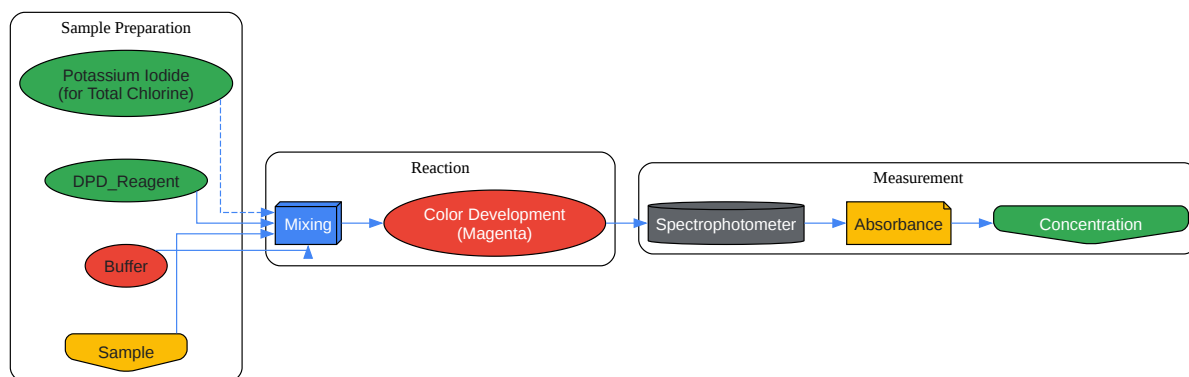 Sample Preparation
Potassium Iodide
(for Total Chlorine)
DPD_Reagent
Buffer
Sample
Reaction
Mixing
Color Development
(Magenta)
Measurement
Spectrophotometer
Absorbance
Concentration